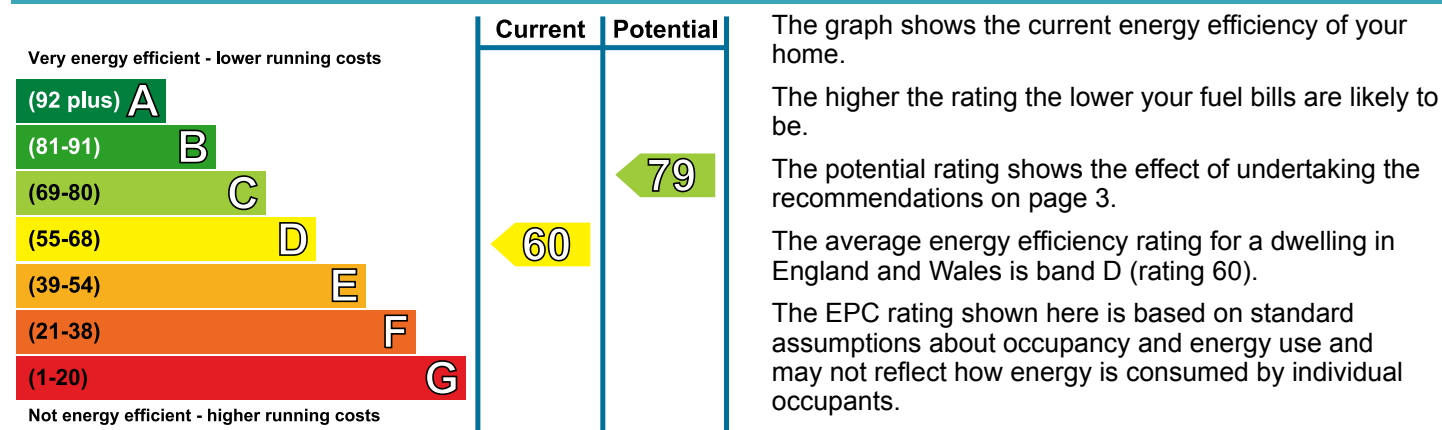 Current Potential
Very energy efficient - lower running costs
(92 plus) A
(81-91) B
(69-80) C
79
(55-68) D
60
(39-54) E
(21-38) F
(1-20) G
Not energy efficient - higher running costs
The graph shows the current energy efficiency of your
home.
The higher the rating the lower your fuel bills are likely to
be.
The potential rating shows the effect of undertaking the
recommendations on page 3.
The average energy efficiency rating for a dwelling in
England and Wales is band D (rating 60).
The EPC rating shown here is based on standard
assumptions about occupancy and energy use and
may not reflect how energy is consumed by individual
occupants.